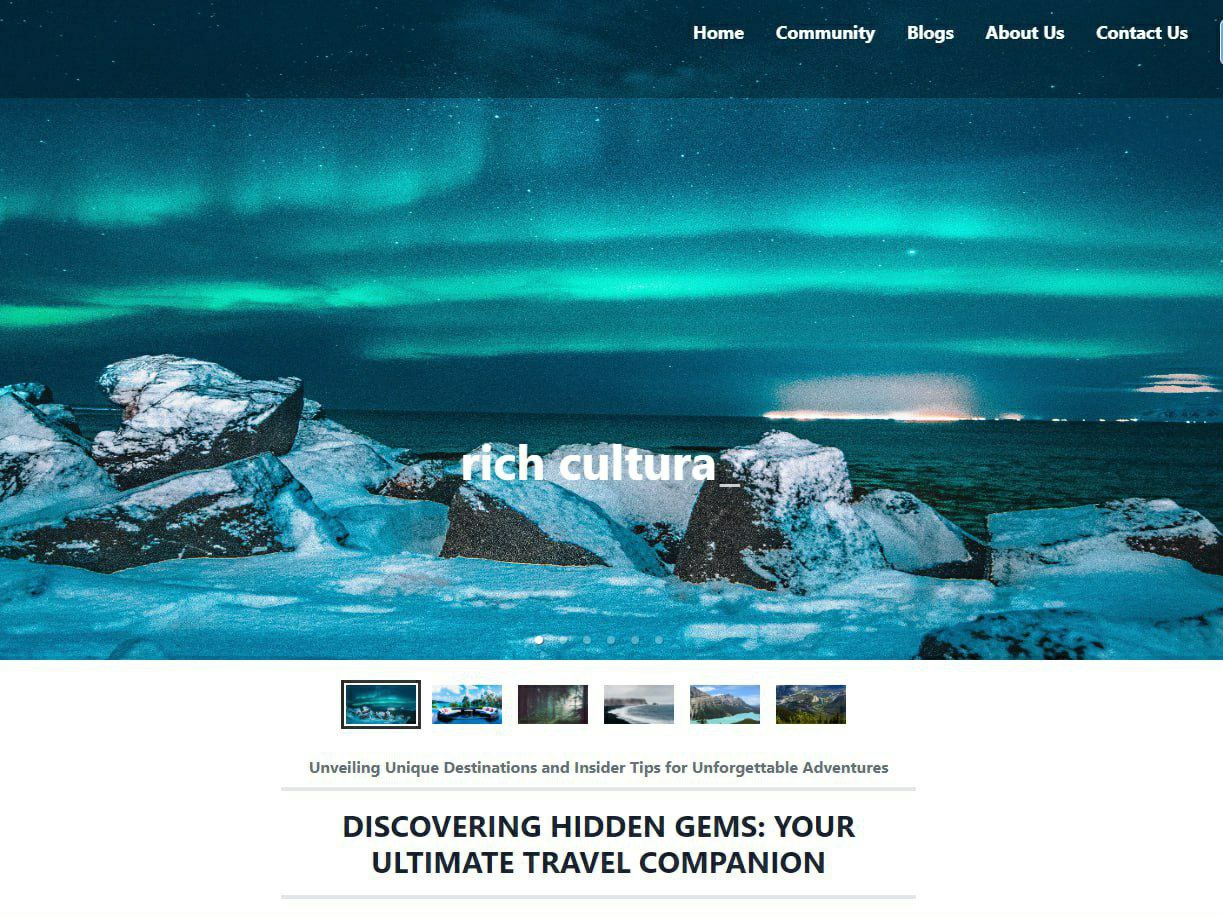 Home Community Blogs About Us Contact Us
rich cultura_
Unveiling Unique Destinations and Insider Tips for Unforgettable Adventures
DISCOVERING HIDDEN GEMS: YOUR
ULTIMATE TRAVEL COMPANION